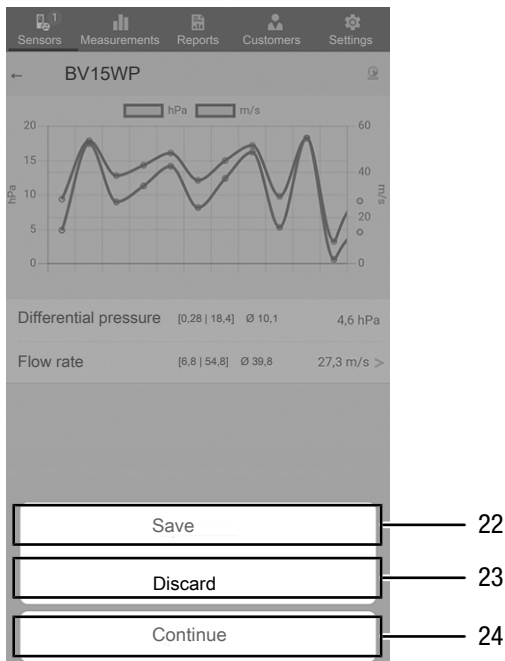 1
Sensors Measurements Reports Customers Settings
← BV15WP
hPa m/s
20 60
15
40
10
20
5
0 0
hPa
m/s
Differential pressure [0,28 | 18,4] Ø 10,1 4,6 hPa
Flow rate [6,8 | 54,8] Ø 39,8 27,3 m/s >
Save 22
Discard 23
Continue 24